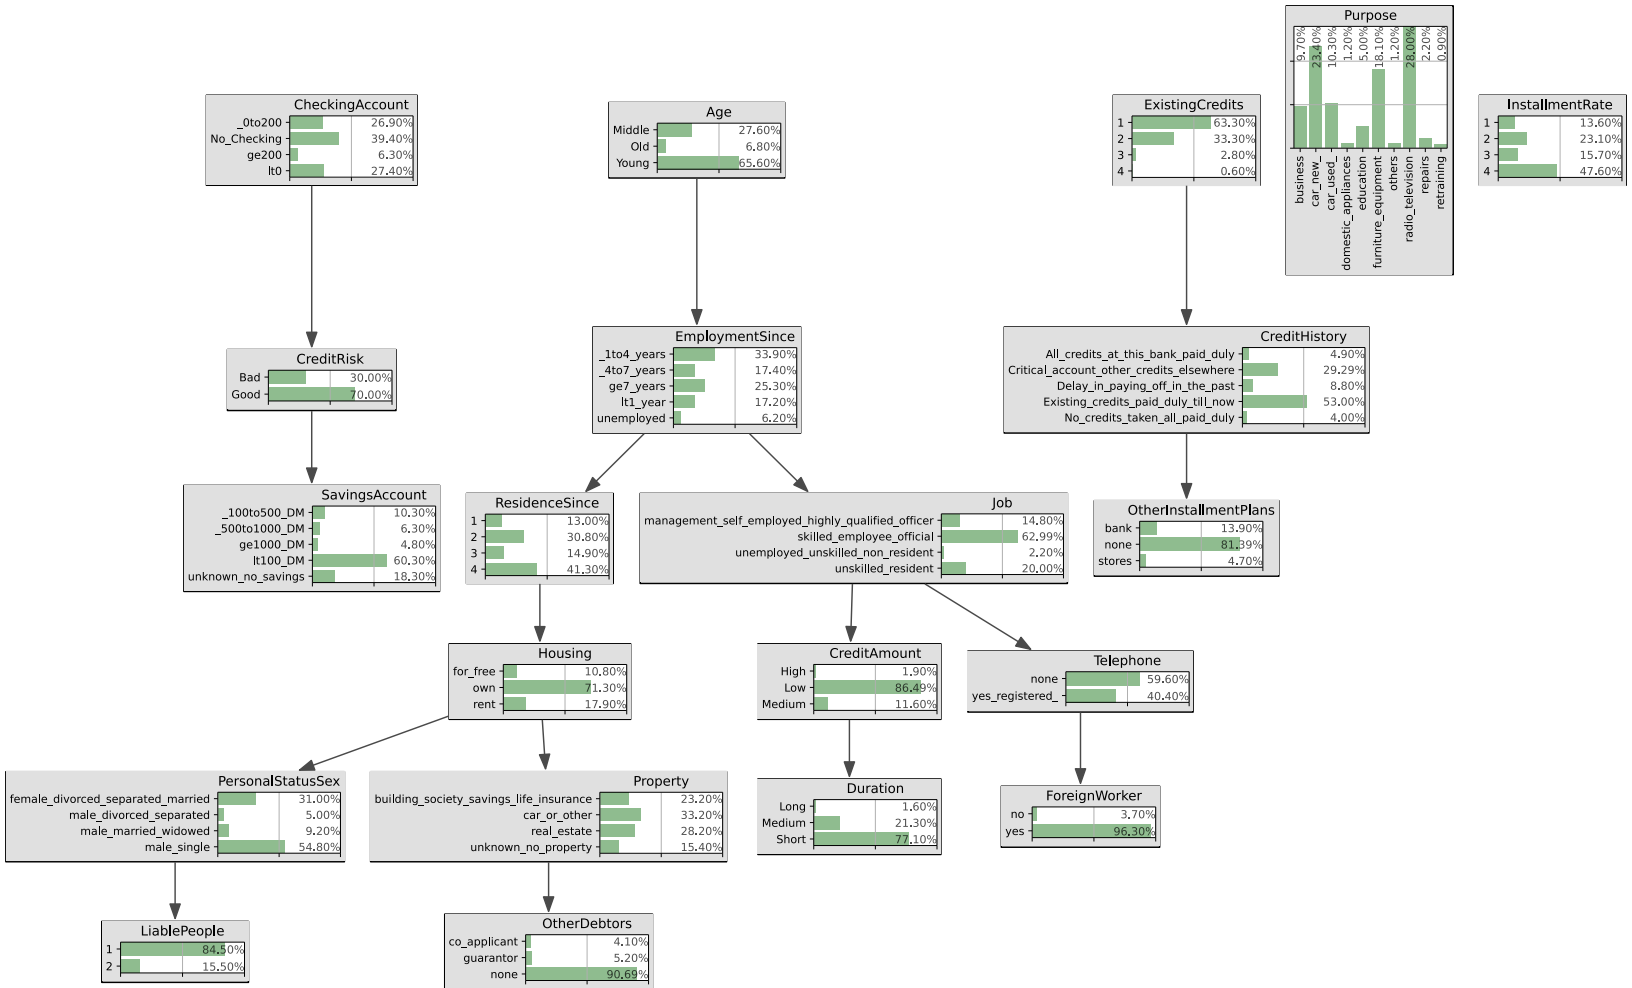 Purpose
9.70%
23.40%
10.30%
1.20%
5.00%
18.10%
1.20%
28.00%
2.20%
0.90%
business
car_new_
car_used_
domestic_appliances
education
furniture_equipment
others
radio_television
repairs
retraining
CheckingAccount
_0to200 26.90%
No_Checking 39.40%
ge200 6.30%
lt0 27.40%
Age
Middle 27.60%
Old 6.80%
Young 65.60%
ExistingCredits
1 63.30%
2 33.30%
3 2.80%
4 0.60%
InstallmentRate
1 13.60%
2 23.10%
3 15.70%
4 47.60%
CreditRisk
Bad 30.00%
Good 70.00%
EmploymentSince
_1to4_years 33.90%
_4to7_years 17.40%
ge7_years 25.30%
lt1_year 17.20%
unemployed 6.20%
CreditHistory
All_credits_at_this_bank_paid_duly 4.90%
Critical_account_other_credits_elsewhere 29.29%
Delay_in_paying_off_in_the_past 8.80%
Existing_credits_paid_duly_till_now 53.00%
No_credits_taken_all_paid_duly 4.00%
SavingsAccount
_100to500_DM 10.30%
_500to1000_DM 6.30%
ge1000_DM 4.80%
lt100_DM 60.30%
unknown_no_savings 18.30%
ResidenceSince
1 13.00%
2 30.80%
3 14.90%
4 41.30%
Job
management_self_employed_highly_qualified_officer 14.80%
skilled_employee_official 62.99%
unemployed_unskilled_non_resident 2.20%
unskilled_resident 20.00%
OtherInstallmentPlans
bank 13.90%
none 81.39%
stores 4.70%
Housing
for_free 10.80%
own 71.30%
rent 17.90%
CreditAmount
High 1.90%
Low 86.49%
Medium 11.60%
Telephone
none 59.60%
yes_registered_ 40.40%
PersonalStatusSex
female_divorced_separated_married 31.00%
male_divorced_separated 5.00%
male_married_widowed 9.20%
male_single 54.80%
Property
building_society_savings_life_insurance 23.20%
car_or_other 33.20%
real_estate 28.20%
unknown_no_property 15.40%
Duration
Long 1.60%
Medium 21.30%
Short 77.10%
ForeignWorker
no 3.70%
yes 96.30%
LiablePeople
1 84.50%
2 15.50%
OtherDebtors
co_applicant 4.10%
guarantor 5.20%
none 90.69%